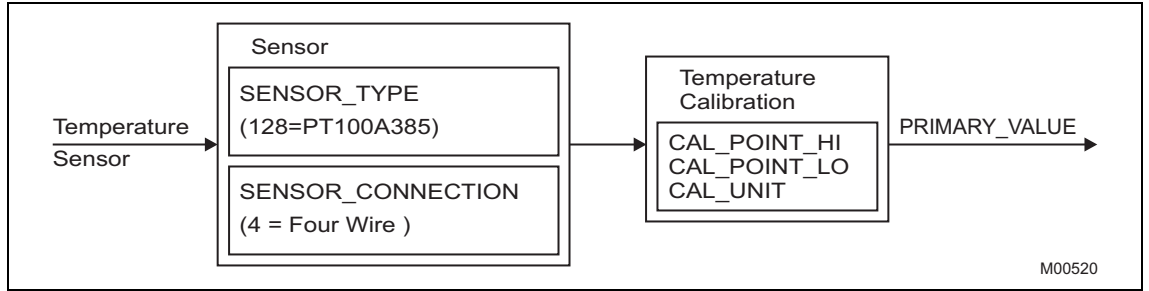 Temperature
Sensor
Sensor
SENSOR_TYPE
(128=PT100A385)
SENSOR_CONNECTION
(4 = Four Wire )
Temperature
Calibration
CAL_POINT_HI
CAL_POINT_LO
CAL_UNIT
PRIMARY_VALUE
M00520